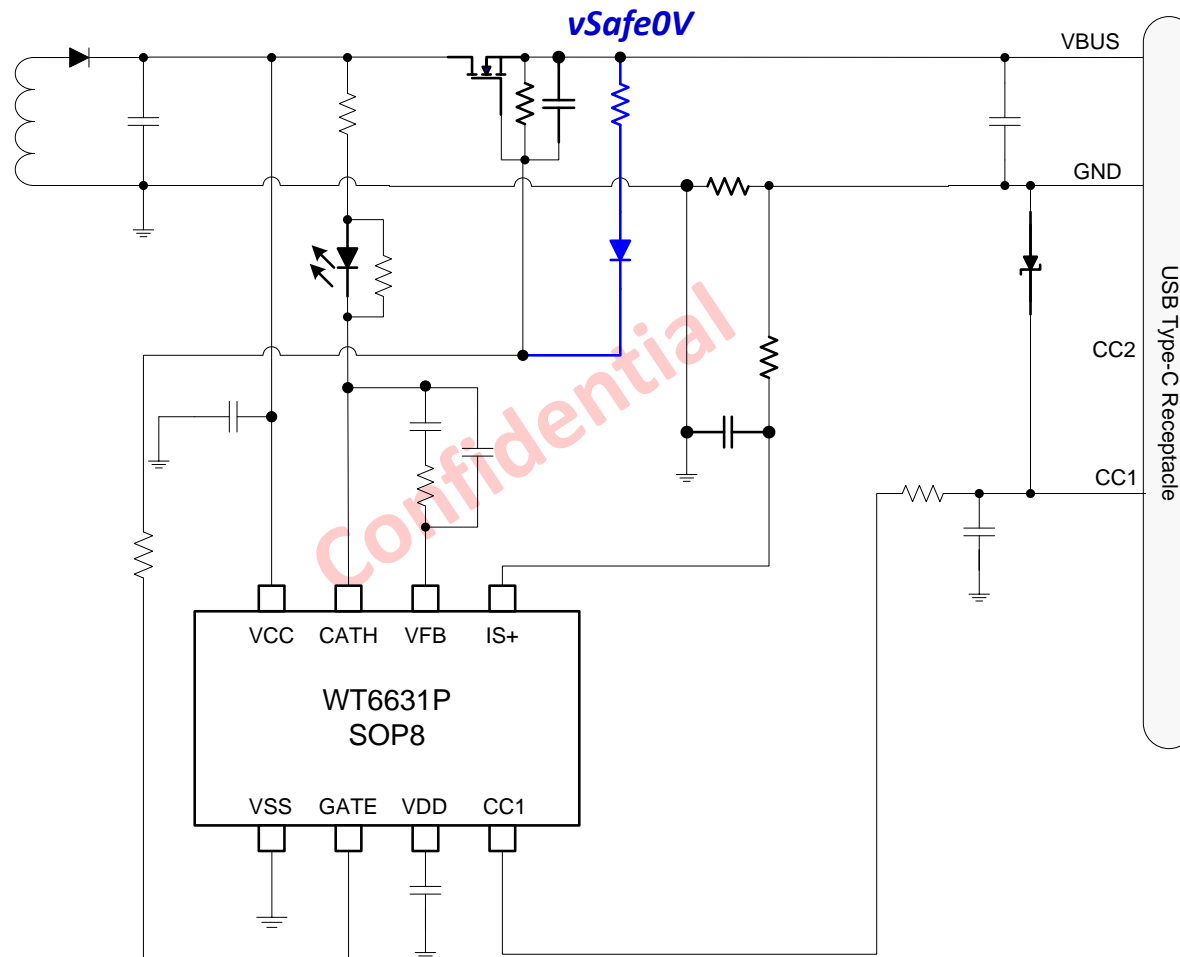 vSafe0V
VBUS
GND
CC2
CC1
USB Type-C Receptacle
Confidential
VCC CATH VFB IS+
WT6631P
SOP8
VSS GATE VDD CC1